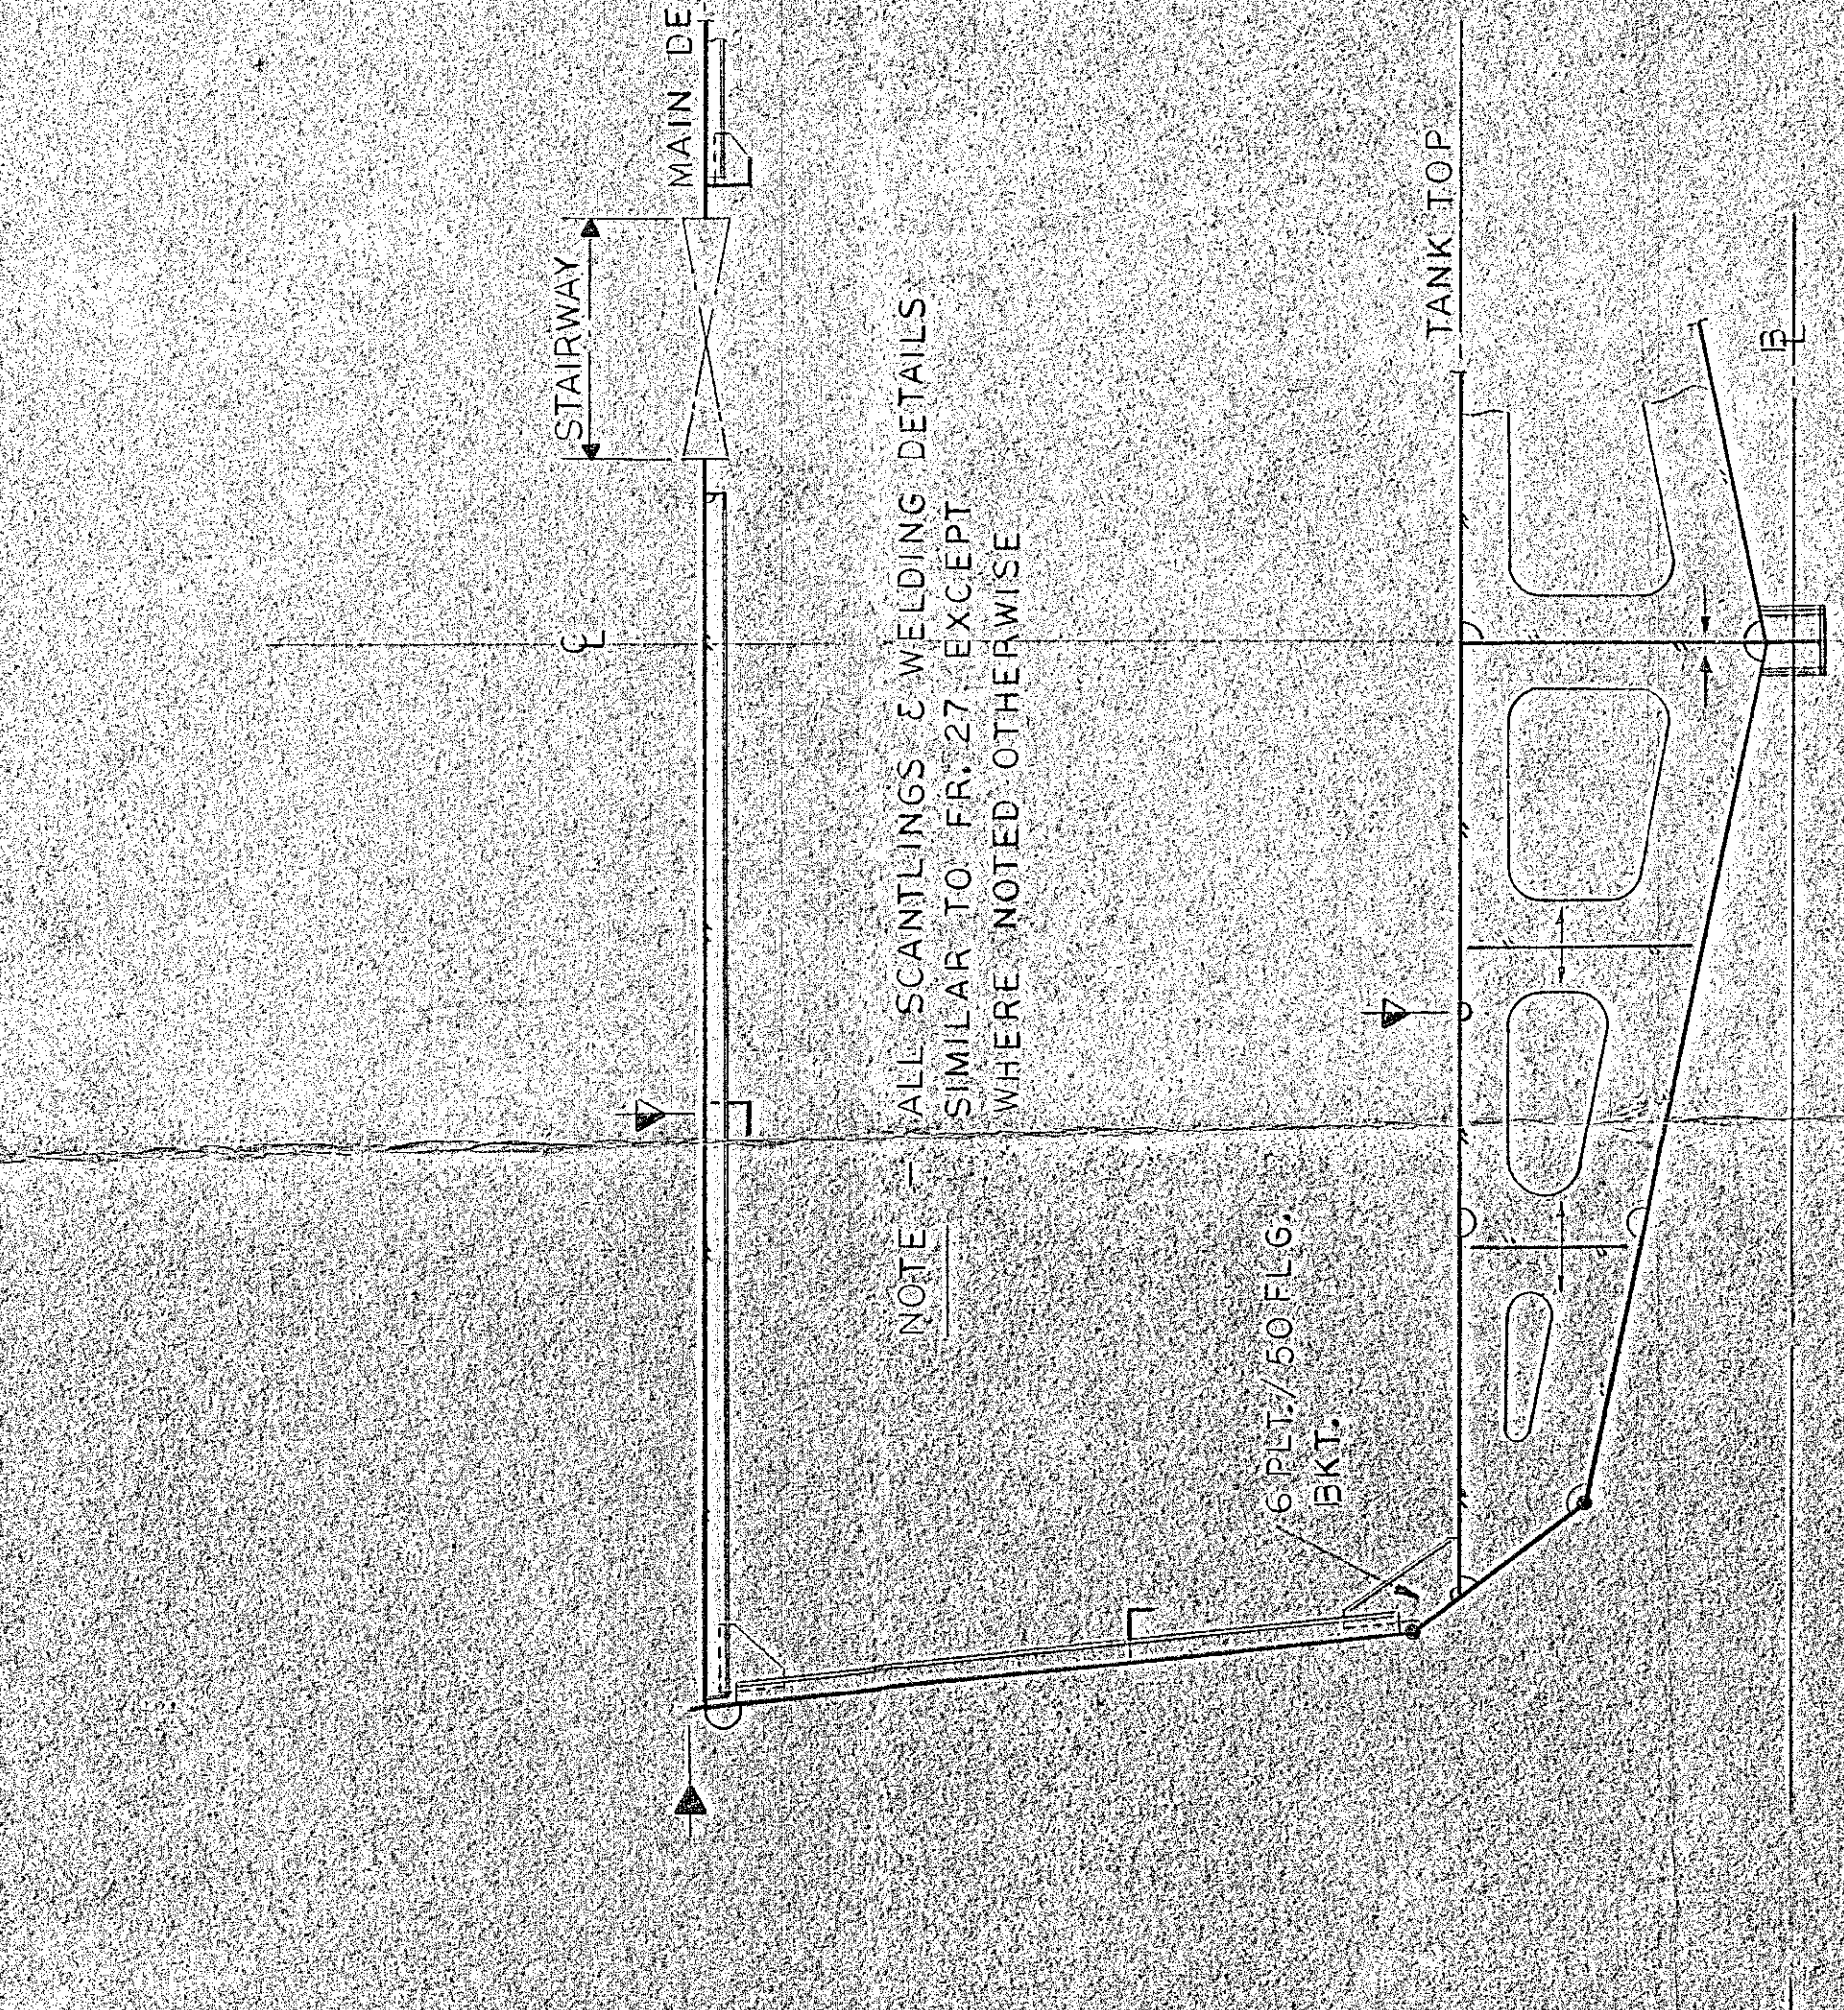 MAIN DE
STAIRWAY
C L
NOTE - ALL SCANTLINGS & WELDING DETAILS
SIMILAR TO FR. 27 EXCEPT
WHERE NOTED OTHERWISE
6 PLT./50 FLG.
BKT.
TANK TOP
B L